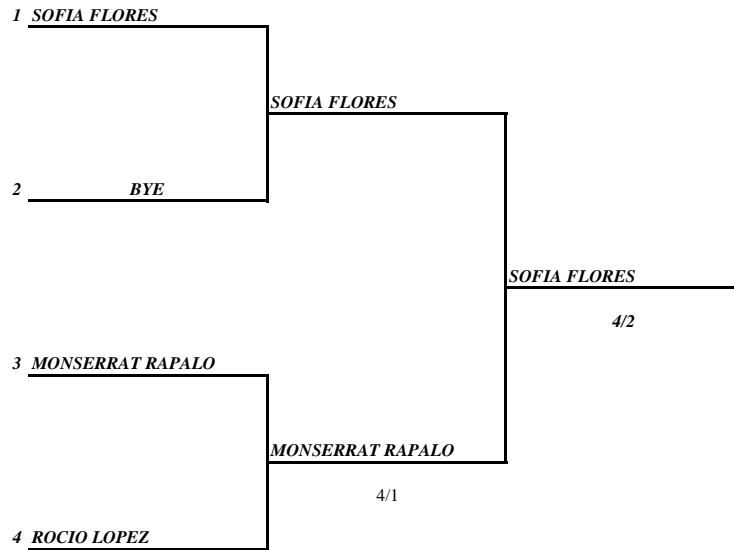 1 SOFIA FLORES
SOFIA FLORES
2 BYE
SOFIA FLORES
4/2
3 MONSERRAT RAPALO
MONSERRAT RAPALO
4/1
4 ROCIO LOPEZ